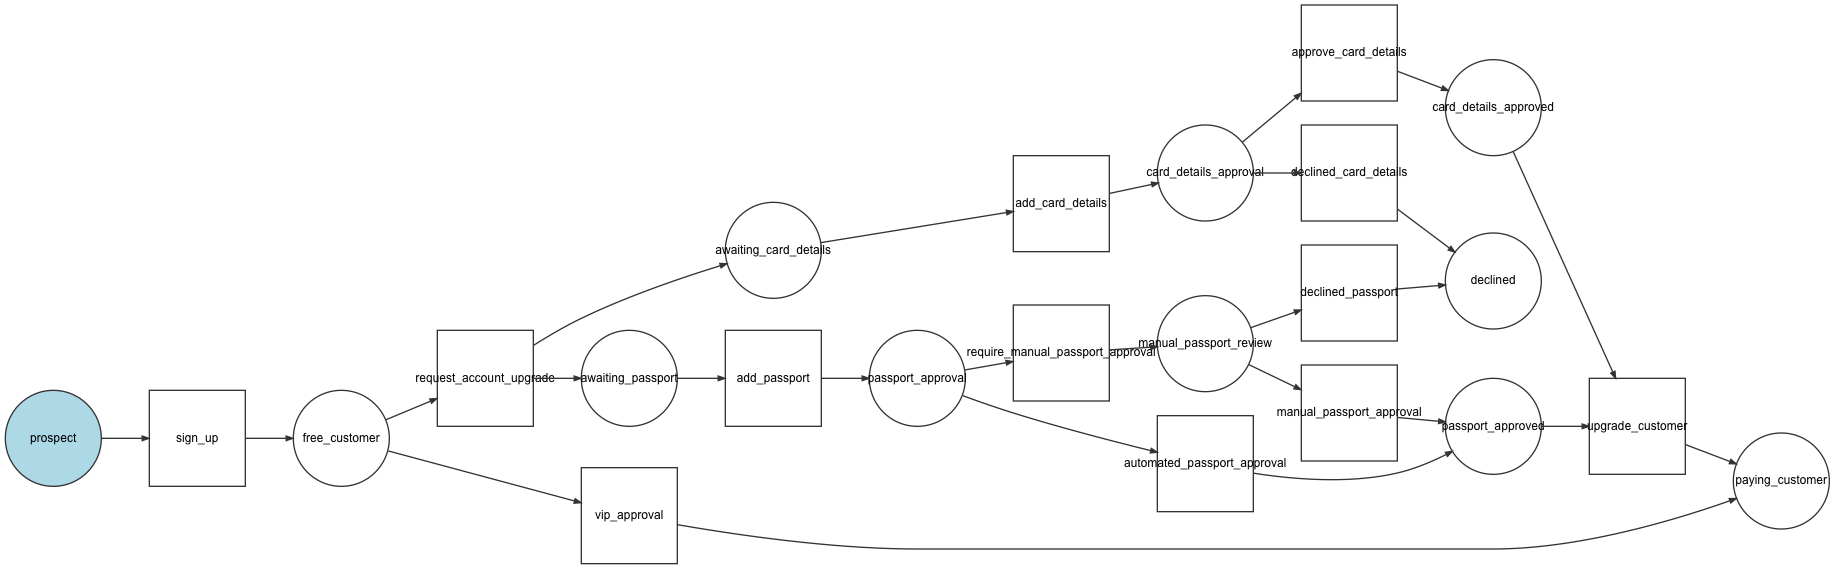 approve_card_details
card_details_approved
card_details_approval
declined_card_details
add_card_details
awaiting_card_details
declined
declined_passport
manual_passport_review
require_manual_passport_approval
request_account_upgrade
awaiting_passport
add_passport
passport_approval
manual_passport_approval
passport_approved
upgrade_customer
prospect
sign_up
free_customer
automated_passport_approval
paying_customer
vip_approval